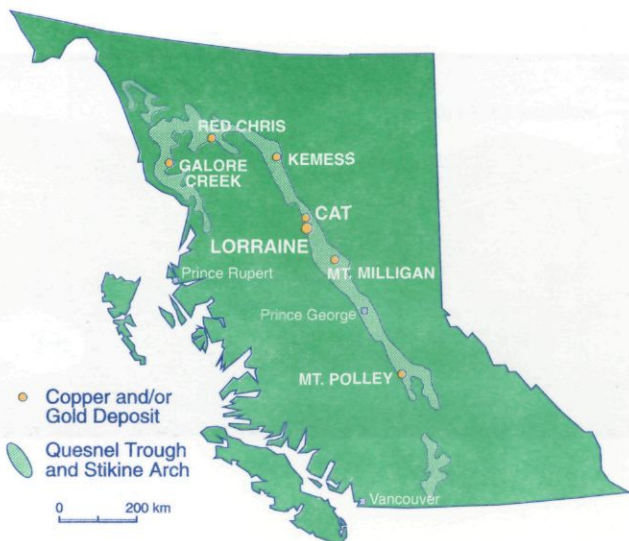 RED CHRIS
KEMESS
GALORE
CREEK
CAT
LORRAINE
MT. MILLIGAN
Prince Rupert
Prince George
MT. POLLEY
Copper and/or
Gold Deposit
Quesnel Trough
and Stikine Arch
0 200 km
Vancouver